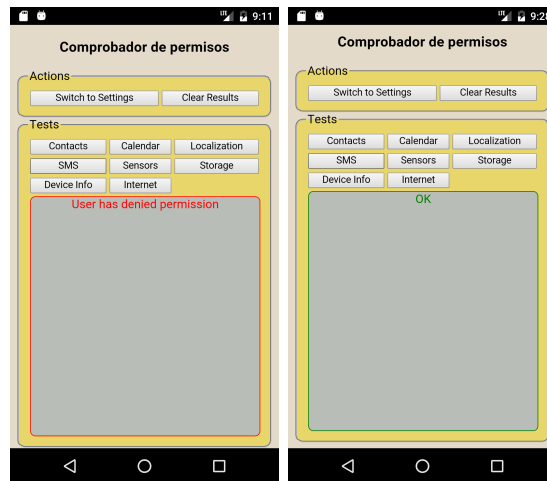 9:11
Comprobador de permisos
Actions
Switch to Settings Clear Results
Tests
Contacts Calendar Localization
SMS Sensors Storage
Device Info Internet
User has denied permission
9:28
Comprobador de permisos
Actions
Switch to Settings Clear Results
Tests
Contacts Calendar Localization
SMS Sensors Storage
Device Info Internet
OK